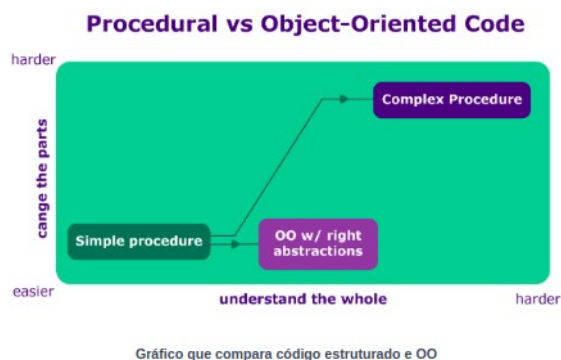 Procedural vs Object-Oriented Code
harder
Complex Procedure
cange the parts
Simple procedure
OO w/ right
abstractions
easier
understand the whole
harder
Gráfico que compara código estruturado e OO